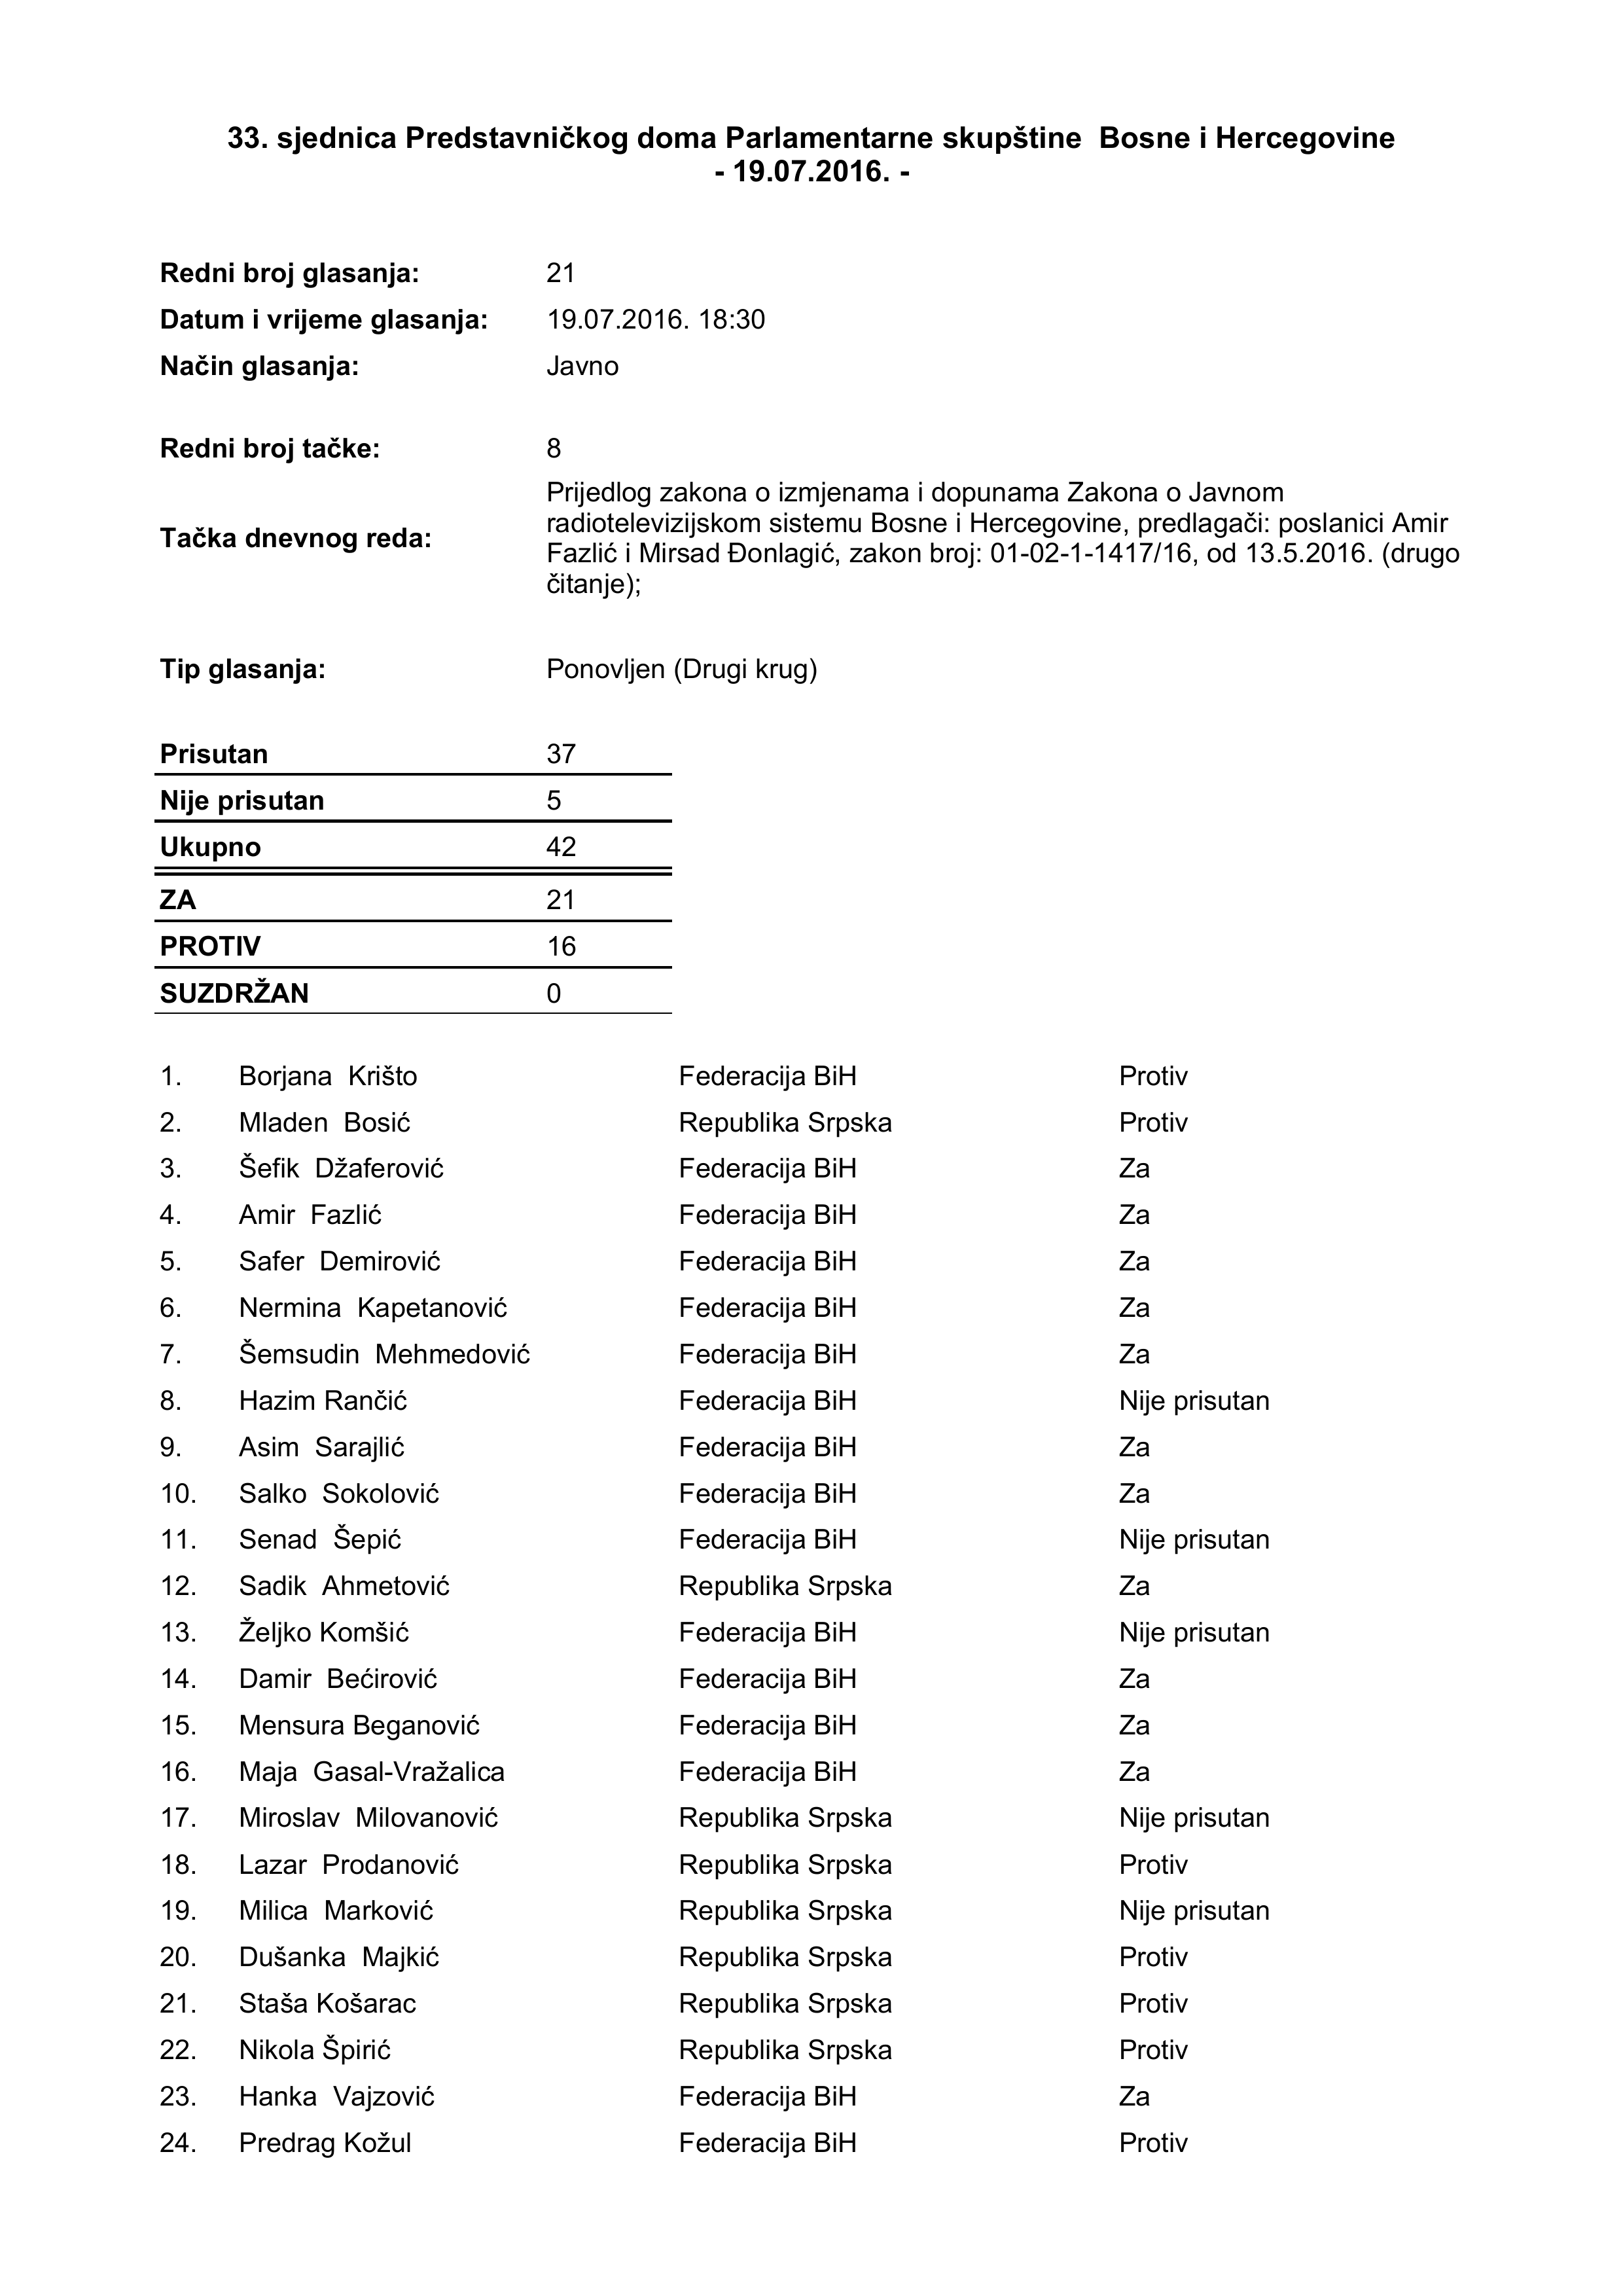 33. sjednica Predstavničkog doma Parlamentarne skupštine Bosne i Hercegovine
- 19.07.2016. -
Redni broj glasanja: 21
Datum i vrijeme glasanja: 19.07.2016. 18:30
Način glasanja: Javno
Redni broj tačke: 8
Tačka dnevnog reda: Prijedlog zakona o izmjenama i dopunama Zakona o Javnom
radiotelevizijskom sistemu Bosne i Hercegovine, predlagači: poslanici Amir
Fazlić i Mirsad Đonlagić, zakon broj: 01-02-1-1417/16, od 13.5.2016. (drugo
čitanje);
Tip glasanja: Ponovljen (Drugi krug)
Prisutan 37
Nije prisutan 5
Ukupno 42
ZA 21
PROTIV 16
SUZDRŽAN 0
1. Borjana Krišto Federacija BiH Protiv
2. Mladen Bosić Republika Srpska Protiv
3. Šefik Džaferović Federacija BiH Za
4. Amir Fazlić Federacija BiH Za
5. Safer Demirović Federacija BiH Za
6. Nermina Kapetanović Federacija BiH Za
7. Šemsudin Mehmedović Federacija BiH Za
8. Hazim Rančić Federacija BiH Nije prisutan
9. Asim Sarajlić Federacija BiH Za
10. Salko Sokolović Federacija BiH Za
11. Senad Šepić Federacija BiH Nije prisutan
12. Sadik Ahmetović Republika Srpska Za
13. Željko Komšić Federacija BiH Nije prisutan
14. Damir Bećirović Federacija BiH Za
15. Mensura Beganović Federacija BiH Za
16. Maja Gasal-Vražalica Federacija BiH Za
17. Miroslav Milovanović Republika Srpska Nije prisutan
18. Lazar Prodanović Republika Srpska Protiv
19. Milica Marković Republika Srpska Nije prisutan
20. Dušanka Majkić Republika Srpska Protiv
21. Staša Košarac Republika Srpska Protiv
22. Nikola Špirić Republika Srpska Protiv
23. Hanka Vajzović Federacija BiH Za
24. Predrag Kožul Federacija BiH Protiv